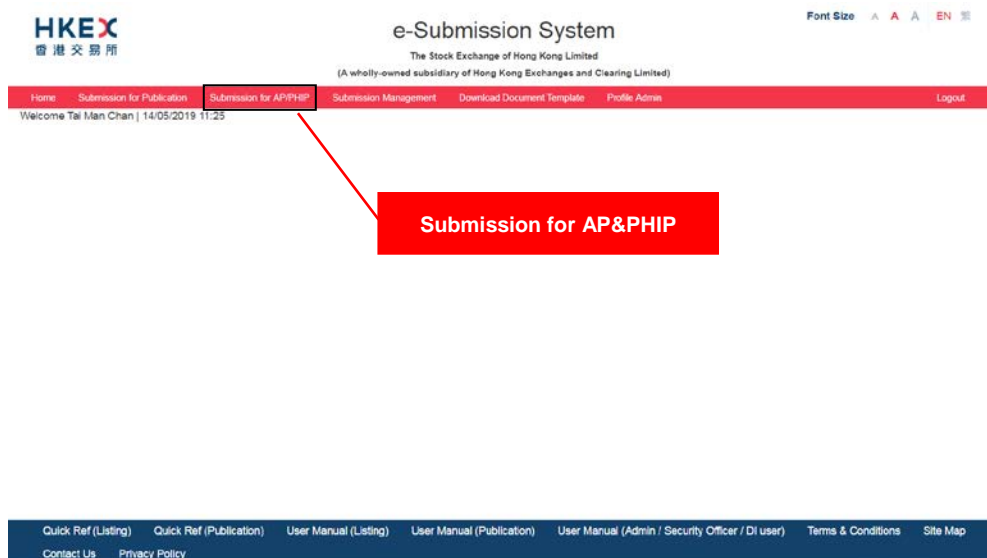 HKEX
香港交易所
e-Submission System
The Stock Exchange of Hong Kong Limited
(A wholly-owned subsidiary of Hong Kong Exchanges and Clearing Limited)
Font Size A A A EN 繁
Home Submission for Publication Submission for AP/PHIP Submission Management Download Document Template Profile Admin Logout
Welcome Tai Man Chan | 14/05/2019 11:25
Submission for AP&PHIP
Quick Ref (Listing) Quick Ref (Publication) User Manual (Listing) User Manual (Publication) User Manual (Admin / Security Officer / DI user) Terms & Conditions Site Map
Contact Us Privacy Policy